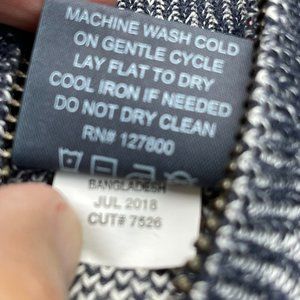 MACHINE WASH COLD
ON GENTLE CYCLE
LAY FLAT TO DRY
COOL IRON IF NEEDED
DO NOT DRY CLEAN
RN# 127800
BANGLADESH
JUL 2018
CUT# 7526